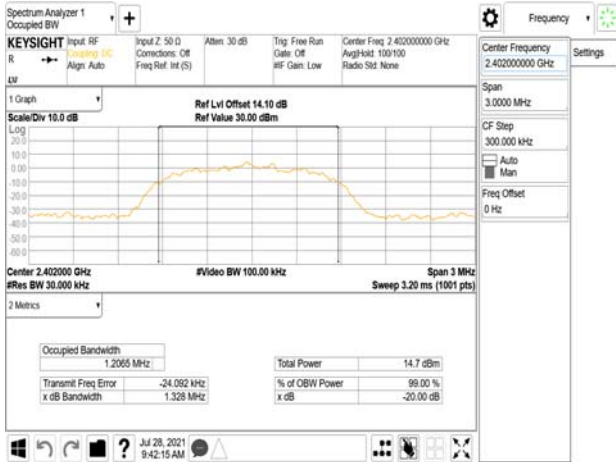 Spectrum Analyzer 1
Occupied BW
+
Frequency
KEYSIGHT
R
LW
Input: RF
Coupling: DC
Align: Auto
Input Z: 50 Ω
Corrections: Off
Freq Ref: Int (S)
Atten: 30 dB
Trig: Free Run
Gate: Off
#IF Gain: Low
Center Freq: 2.402000000 GHz
Avg|Hold: 100/100
Radio Std: None
Center Frequency
2.402000000 GHz
Settings
Span
3.0000 MHz
CF Step
300.000 kHz
Auto
Man
Freq Offset
0 Hz
1 Graph
Scale/Div 10.0 dB
Ref Lvl Offset 14.10 dB
Ref Value 30.00 dBm
Log
20.0
10.0
0.00
-10.0
-20.0
-30.0
-40.0
-50.0
-60.0
Center 2.402000 GHz
#Res BW 30.000 kHz
#Video BW 100.00 kHz
Span 3 MHz
Sweep 3.20 ms (1001 pts)
2 Metrics
Occupied Bandwidth
1.2065 MHz
Total Power 14.7 dBm
Transmit Freq Error -24.092 kHz
% of OBW Power 99.00 %
x dB Bandwidth 1.328 MHz
x dB -20.00 dB
?
Jul 28, 2021
9:42:15 AM